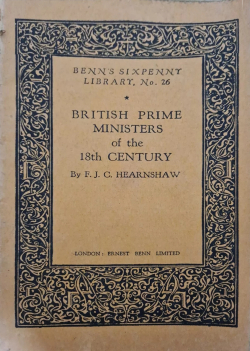 BENN'S SIXPENNY
LIBRARY, No. 26
BRITISH PRIME
MINISTERS
of the
18th CENTURY
By F. J. C. HEARNSHAW
LONDON: ERNEST BENN LIMITED